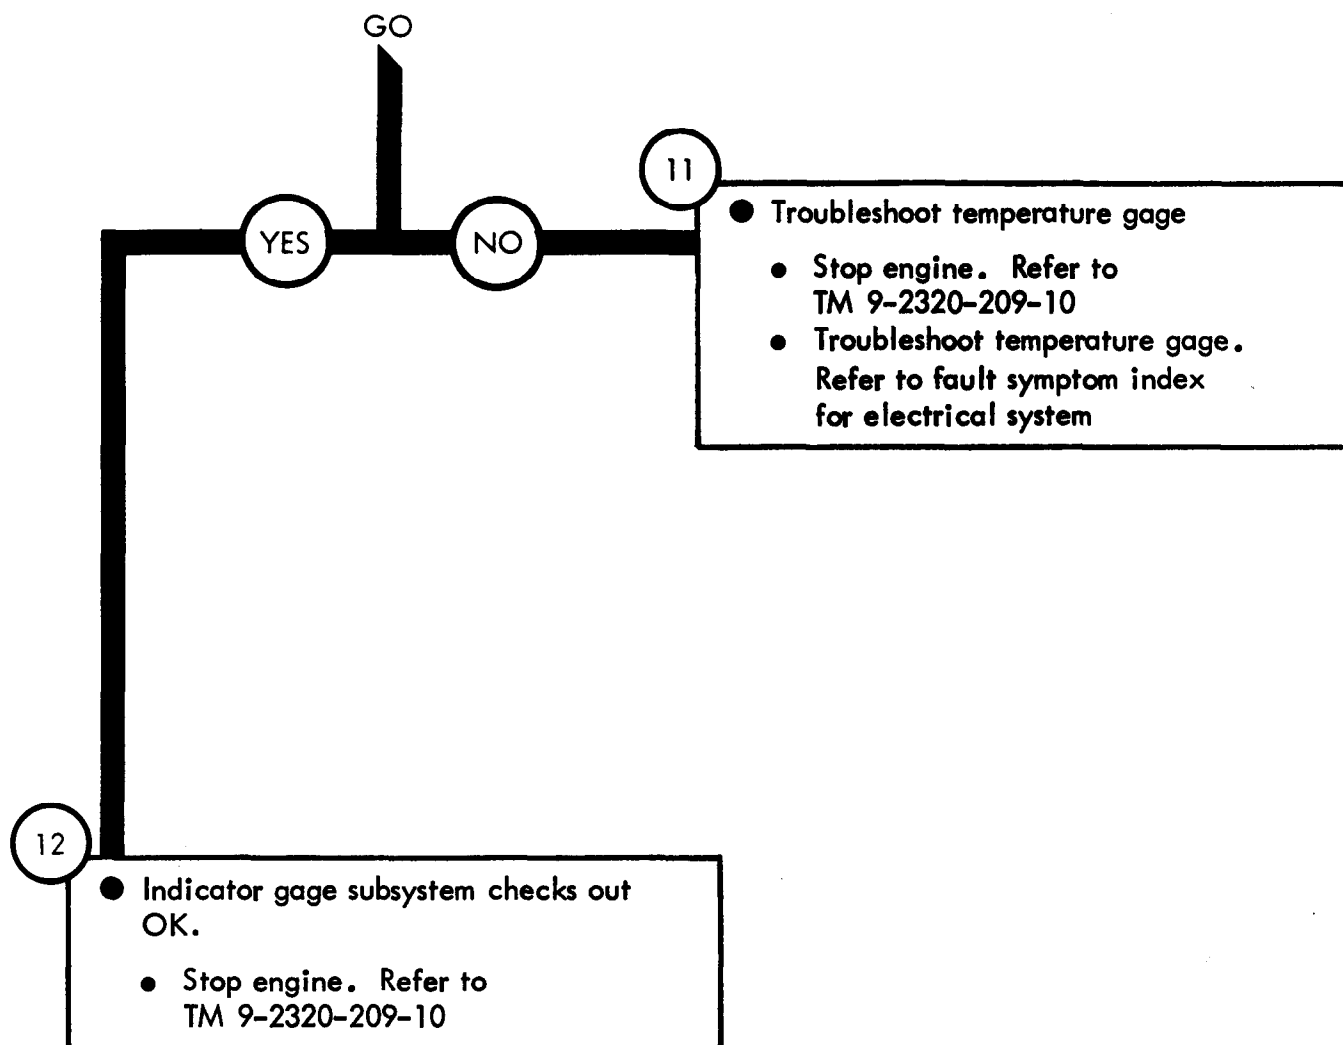 GO
YES
NO
11
● Troubleshoot temperature gage
● Stop engine. Refer to
TM 9-2320-209-10
● Troubleshoot temperature gage.
Refer to fault symptom index
for electrical system
12
● Indicator gage subsystem checks out
OK.
● Stop engine. Refer to
TM 9-2320-209-10